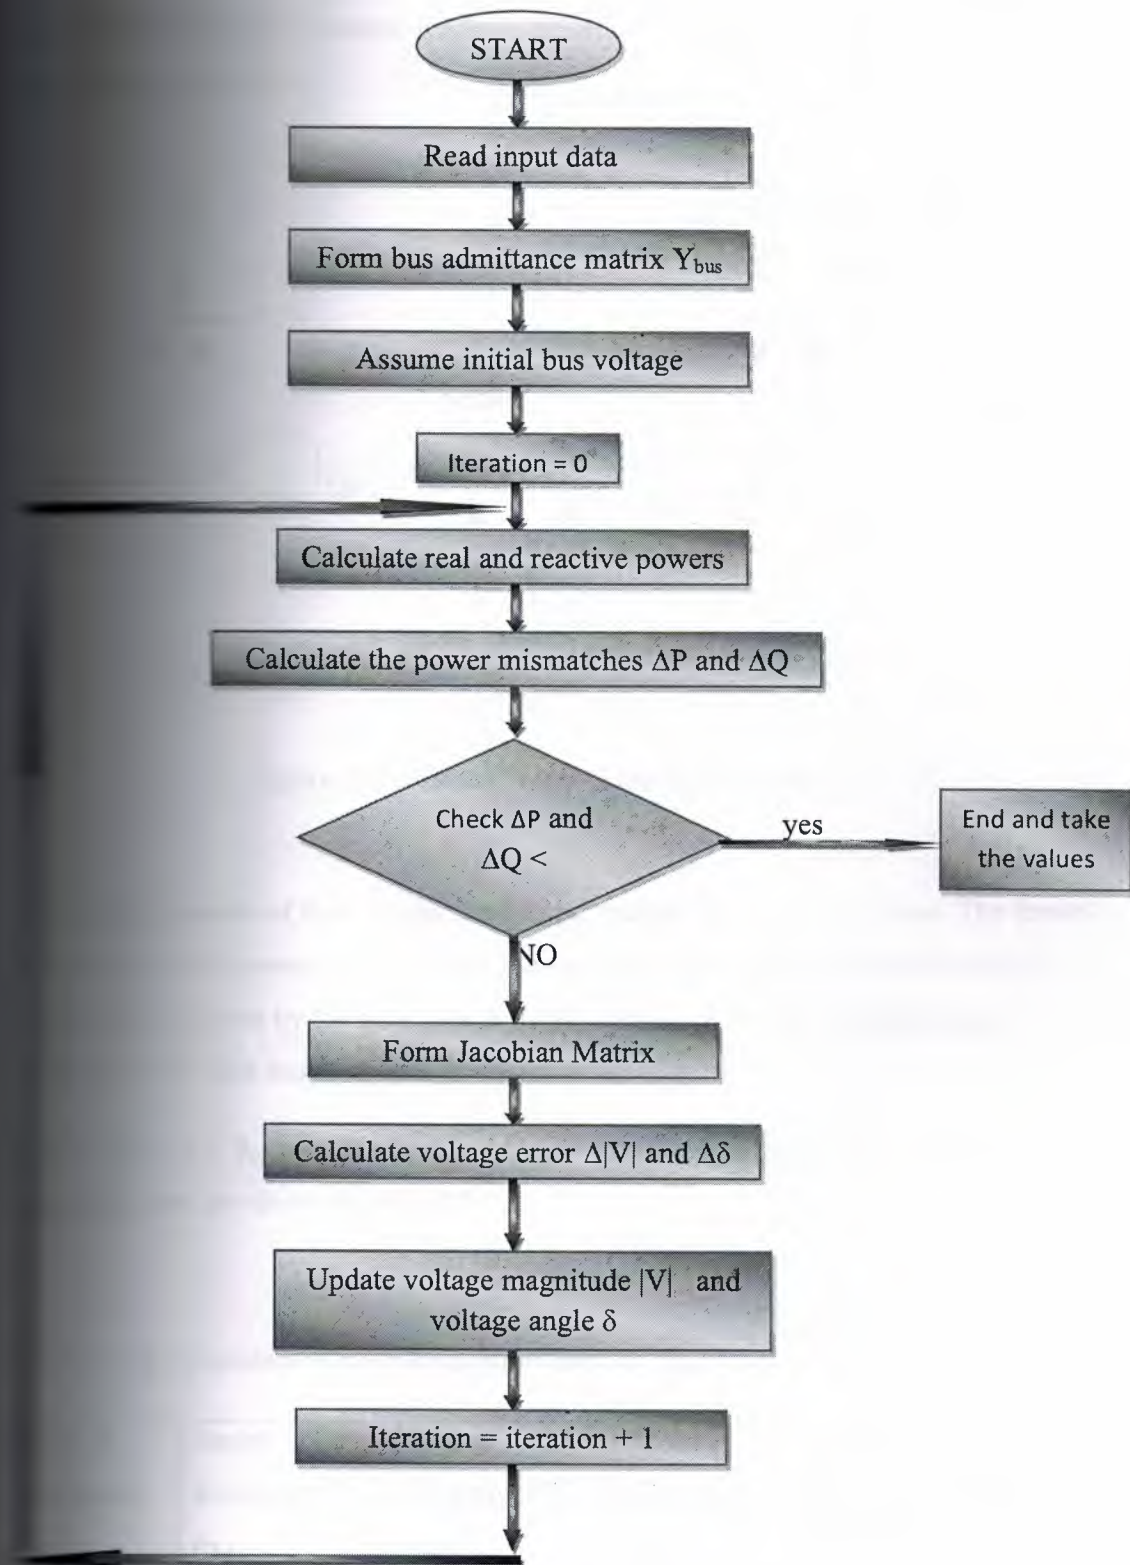 START
Read input data
Form bus admittance matrix Ybus
Assume initial bus voltage
Iteration = 0
Calculate real and reactive powers
Calculate the power mismatches ΔP and ΔQ
Check ΔP and
ΔQ <
yes
End and take
the values
NO
Form Jacobian Matrix
Calculate voltage error Δ|V| and Δδ
Update voltage magnitude |V| and
voltage angle δ
Iteration = iteration + 1